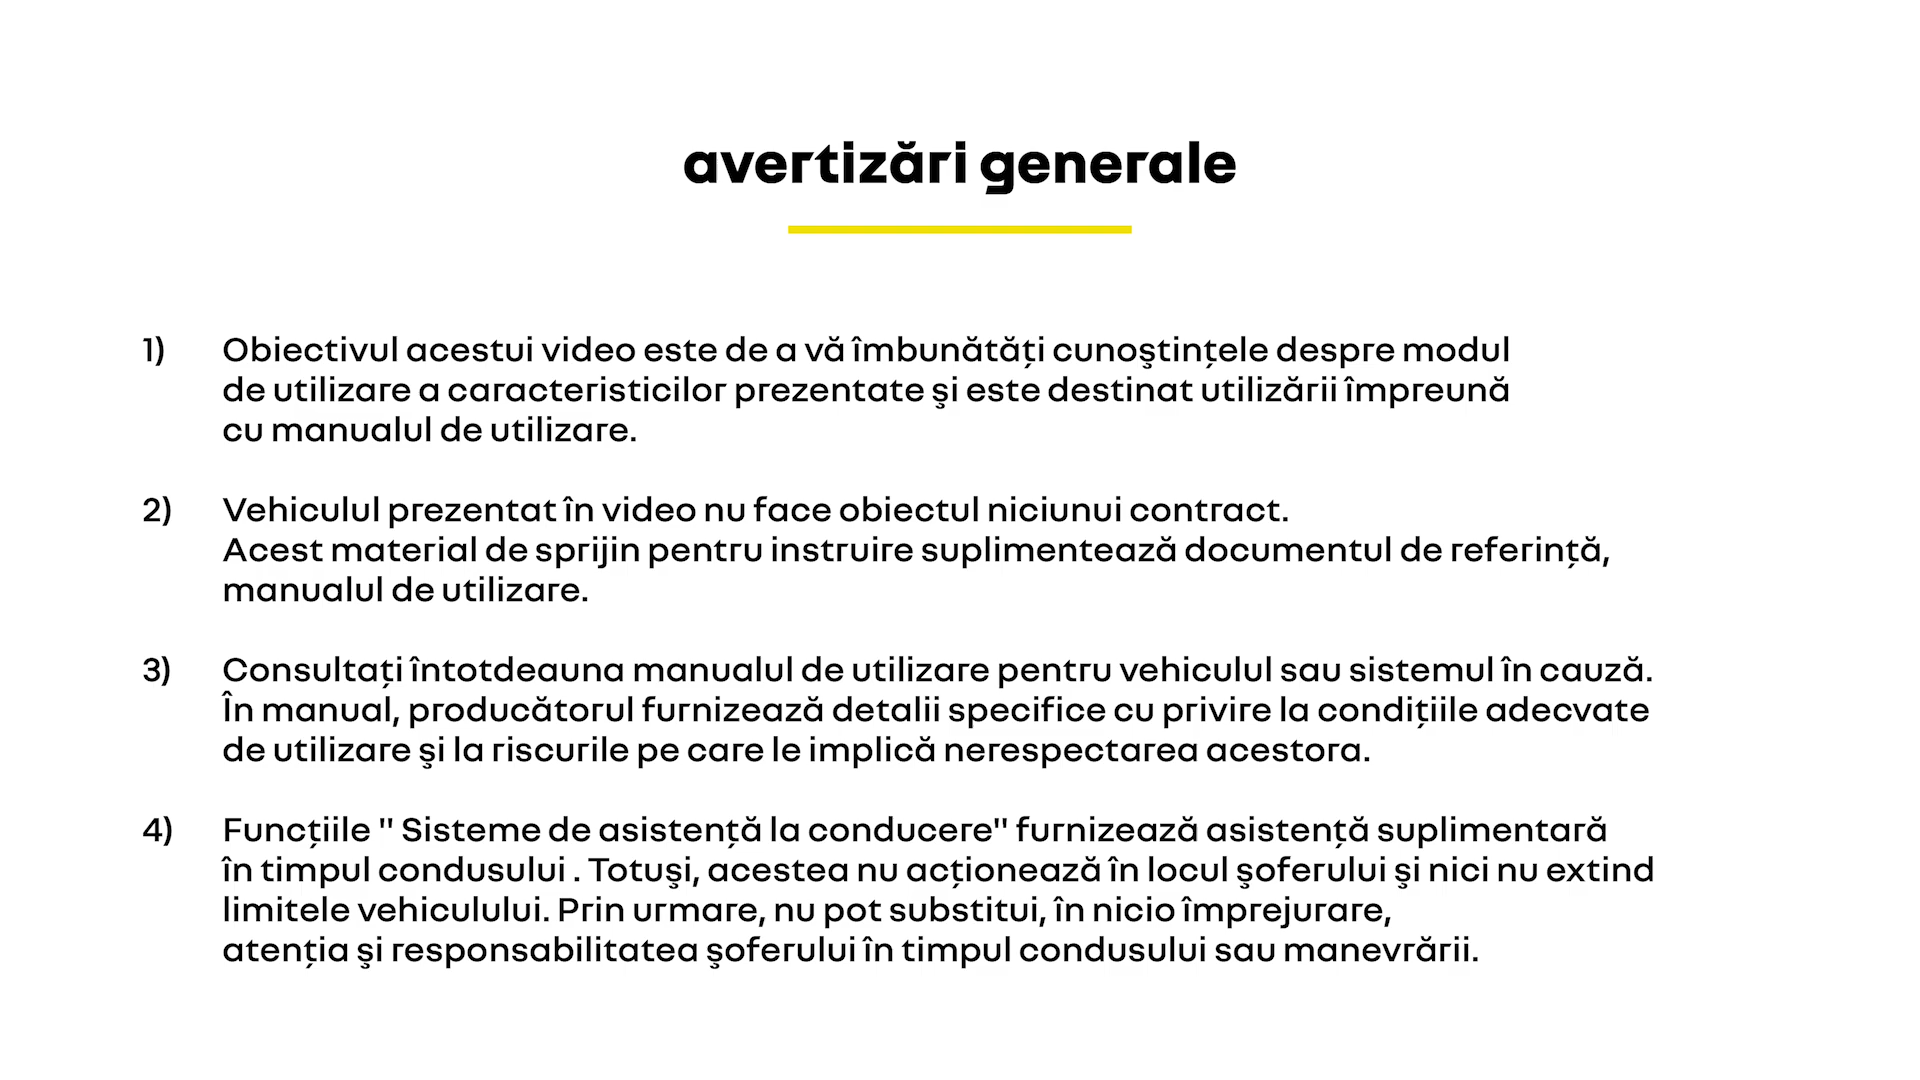 avertizări generale
1) Obiectivul acestui video este de a vă îmbunătăți cunoştințele despre modul
de utilizare a caracteristicilor prezentate şi este destinat utilizării împreună
cu manualul de utilizare.
2) Vehiculul prezentat în video nu face obiectul niciunui contract.
Acest material de sprijin pentru instruire suplimentează documentul de referință,
manualul de utilizare.
3) Consultați întotdeauna manualul de utilizare pentru vehiculul sau sistemul în cauză.
În manual, producătorul furnizează detalii specifice cu privire la condițiile adecvate
de utilizare şi la riscurile pe care le implică nerespectarea acestora.
4) Funcțiile " Sisteme de asistență la conducere" furnizează asistență suplimentară
în timpul condusului . Totuşi, acestea nu acționează în locul şoferului şi nici nu extind
limitele vehiculului. Prin urmare, nu pot substitui, în nicio împrejurare,
atenția şi responsabilitatea şoferului în timpul condusului sau manevrării.